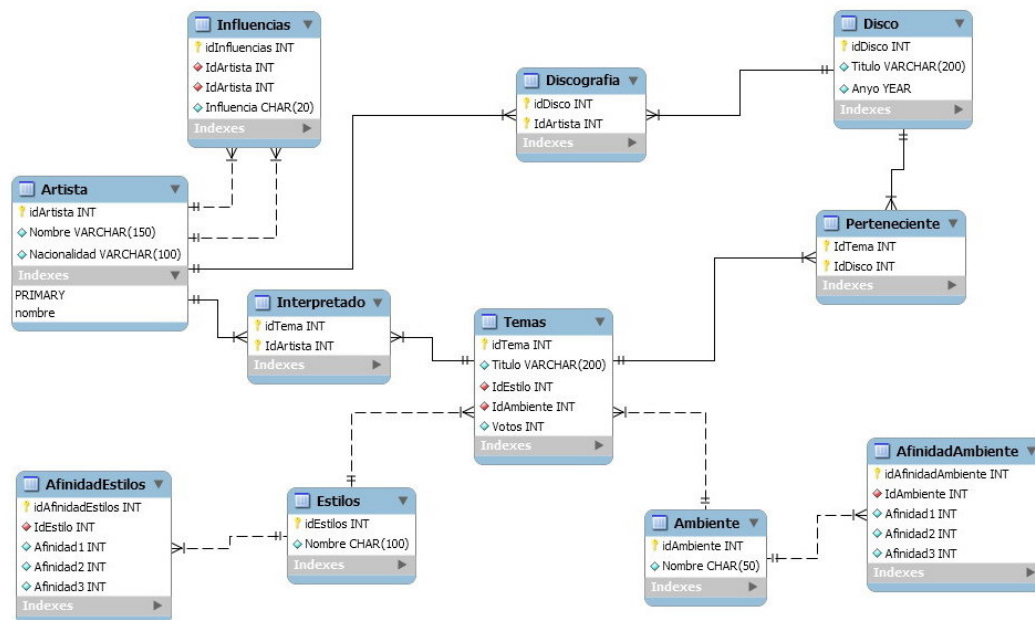 Influencias
idInfluencias INT
IdArtista INT
IdArtista INT
Influencia CHAR(20)
Indexes
Disco
idDisco INT
Titulo VARCHAR(200)
Anyo YEAR
Indexes
Discografia
idDisco INT
IdArtista INT
Indexes
Artista
idArtista INT
Nombre VARCHAR(150)
Nacionalidad VARCHAR(100)
Indexes
PRIMARY
nombre
Perteneciente
IdTema INT
IdDisco INT
Indexes
Interpretado
idTema INT
IdArtista INT
Indexes
Temas
idTema INT
Titulo VARCHAR(200)
IdEstilo INT
IdAmbiente INT
Votos INT
Indexes
AfinidadEstilos
idAfinidadEstilos INT
IdEstilo INT
Afinidad1 INT
Afinidad2 INT
Afinidad3 INT
Indexes
Estilos
idEstilos INT
Nombre CHAR(100)
Indexes
Ambiente
idAmbiente INT
Nombre CHAR(50)
Indexes
AfinidadAmbiente
idAfinidadAmbiente INT
IdAmbiente INT
Afinidad1 INT
Afinidad2 INT
Afinidad3 INT
Indexes